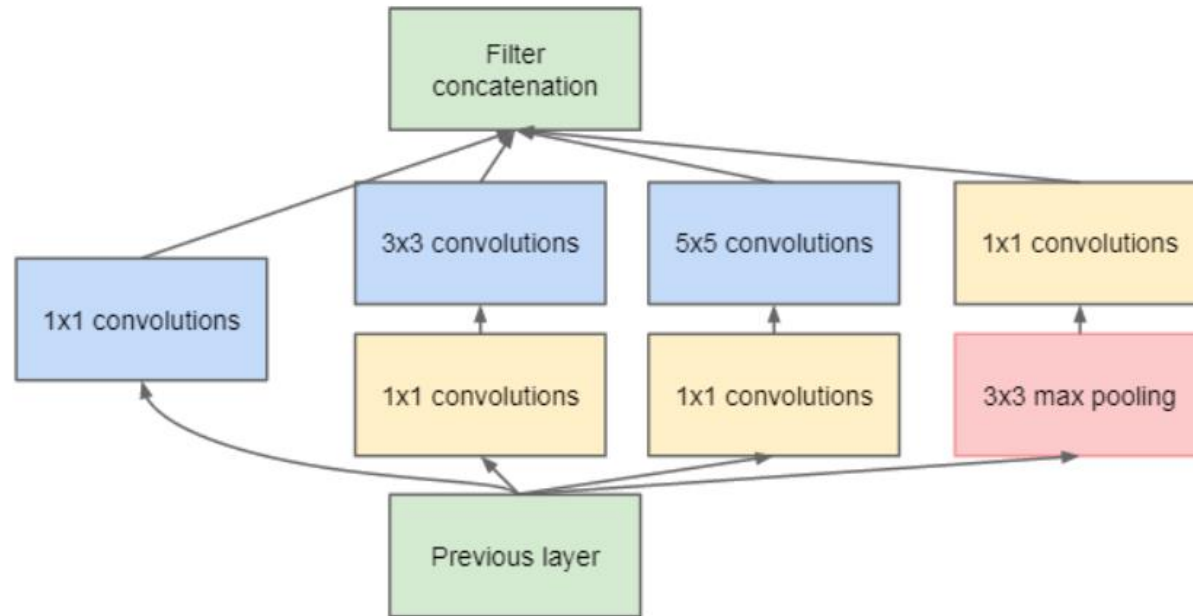 Filter
concatenation
3x3 convolutions
5x5 convolutions
1x1 convolutions
1x1 convolutions
1x1 convolutions
1x1 convolutions
3x3 max pooling
Previous layer